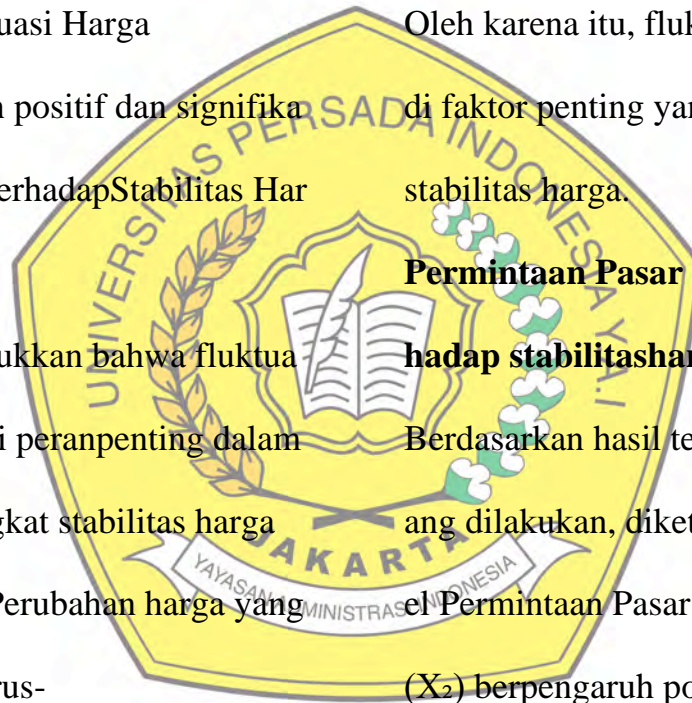 uasi Harga
n positif dan signifika
erhadapStabilitas Har
ukkan bahwa fluktua
i peranpenting dalam
gkat stabilitas harga
Perubahan harga yang
rus-
Oleh karena itu, fluk
di faktor penting yan
stabilitas harga.
Permintaan Pasar
hadap stabilitashar
Berdasarkan hasil te
ang dilakukan, diket
el Permintaan Pasar
(X₂) berpengaruh po
UNIVERSITAS PERSADA INDONESIA Y.A.I
JAKARTA
YAYASAN ADMINISTRASI INDONESIA